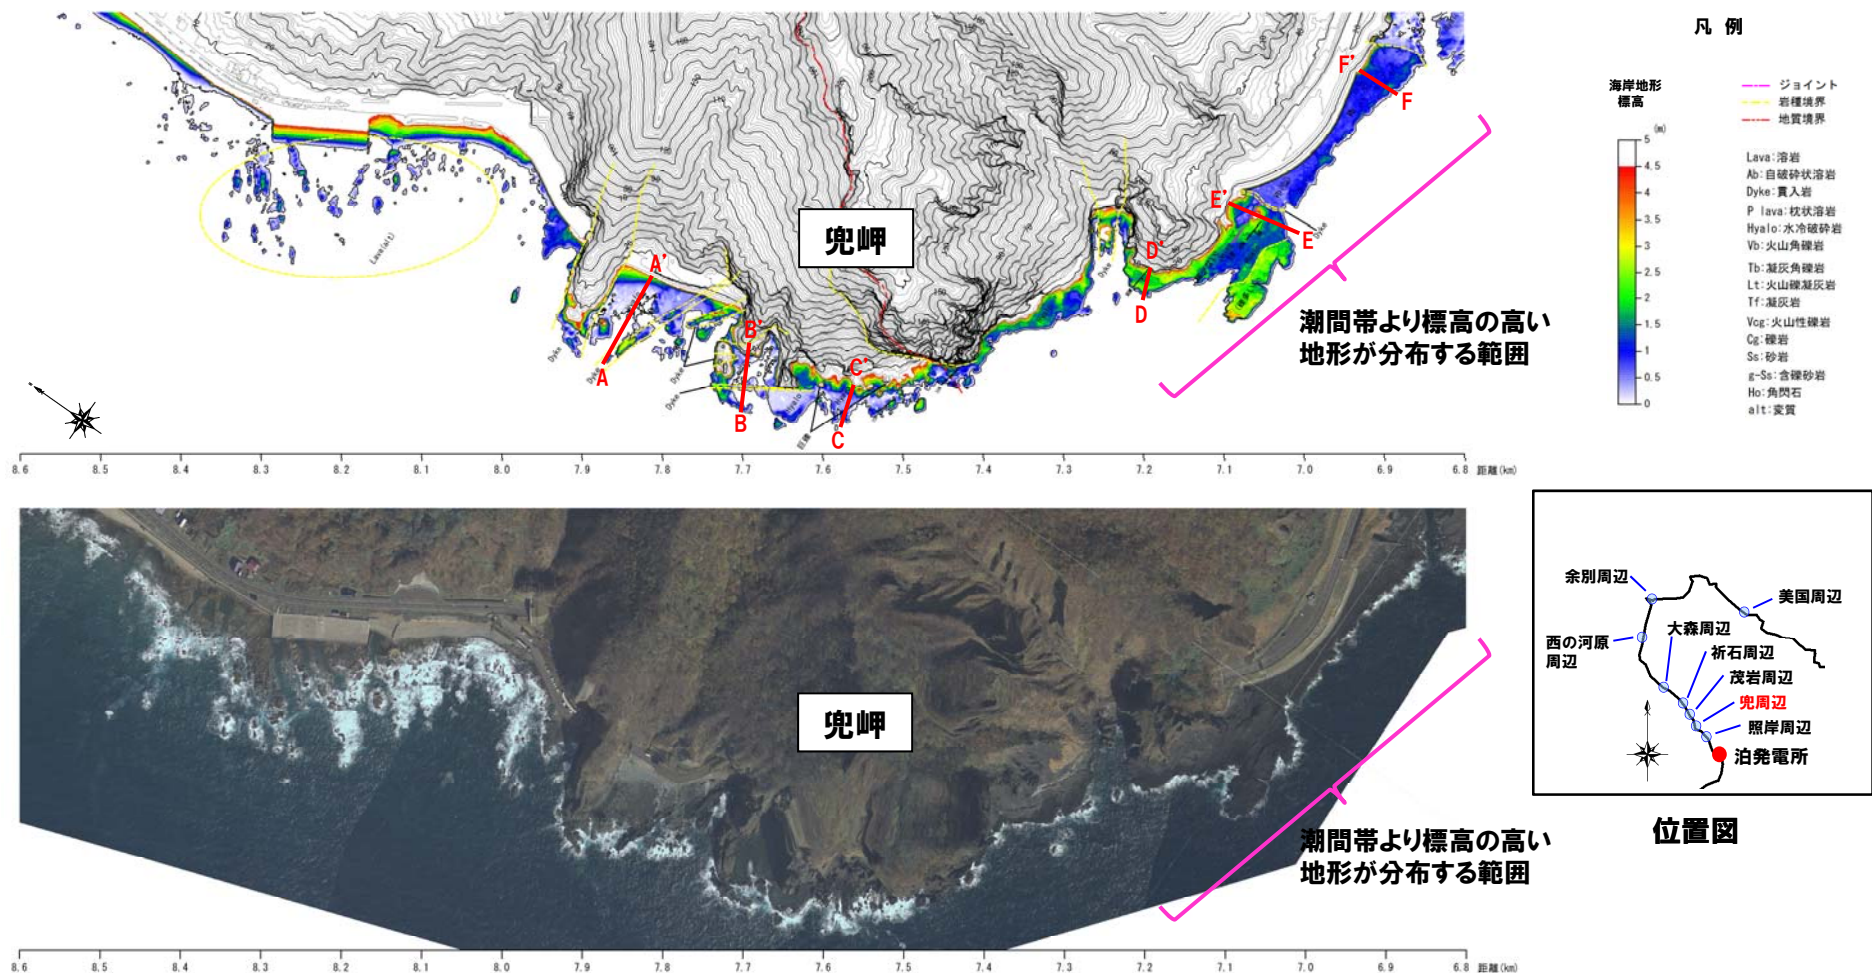 凡 例
海岸地形
標高
(m)
5
4.5
4
3.5
3
2.5
2
1.5
1
0.5
0
ジョイント
岩種境界
地質境界
Lava:溶岩
Ab:自破砕状溶岩
Dyke:貫入岩
P lava:枕状溶岩
Hyalo:水冷破砕岩
Vb:火山角礫岩
Tb:凝灰角礫岩
Lt:火山礫凝灰岩
Tf:凝灰岩
Vcg:火山性礫岩
Cg:礫岩
Ss:砂岩
g-Ss:含礫砂岩
Ho:角閃石
alt:変質
兜岬
A'
A
B'
B
C'
C
D'
D
E'
E
F'
F
Lava(alt)
Dyke
Dyke
Dyke
Dyke
Dyke
Dyke
Hyalo
巨礫
潮間帯より標高の高い
地形が分布する範囲
8.6 8.5 8.4 8.3 8.2 8.1 8.0 7.9 7.8 7.7 7.6 7.5 7.4 7.3 7.2 7.1 7.0 6.9 6.8 距離(km)
兜岬
潮間帯より標高の高い
地形が分布する範囲
8.6 8.5 8.4 8.3 8.2 8.1 8.0 7.9 7.8 7.7 7.6 7.5 7.4 7.3 7.2 7.1 7.0 6.9 6.8 距離(km)
余別周辺
美国周辺
西の河原
周辺
大森周辺
祈石周辺
茂岩周辺
兜周辺
照岸周辺
泊発電所
位置図